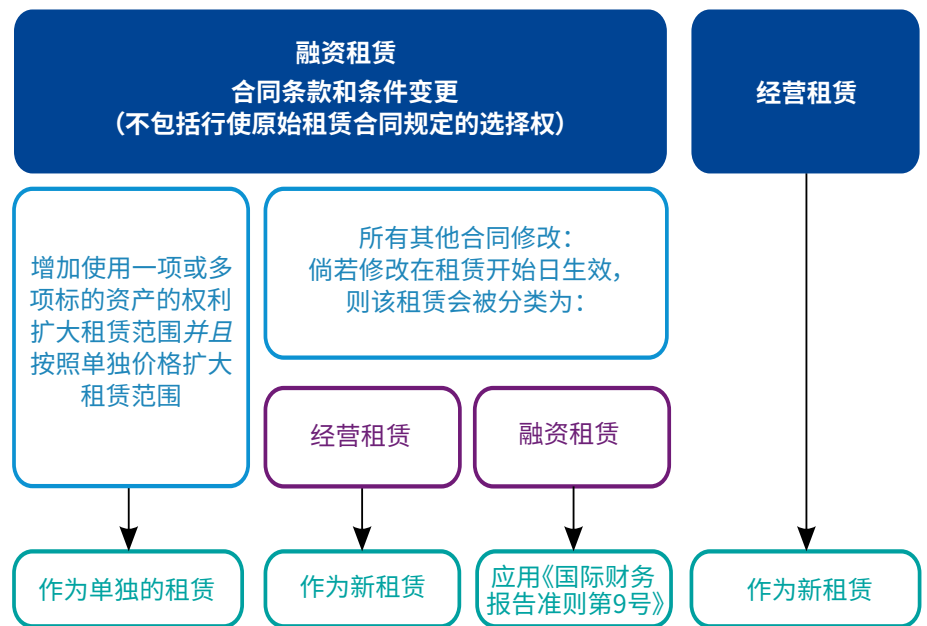 融资租赁
合同条款和条件变更
（不包括行使原始租赁合同规定的选择权）
经营租赁
增加使用一项或多
项标的资产的权利
扩大租赁范围并且
按照单独价格扩大
租赁范围
所有其他合同修改：
倘若修改在租赁开始日生效，
则该租赁会被分类为：
经营租赁
融资租赁
作为单独的租赁
作为新租赁
应用《国际财务
报告准则第9号》
作为新租赁